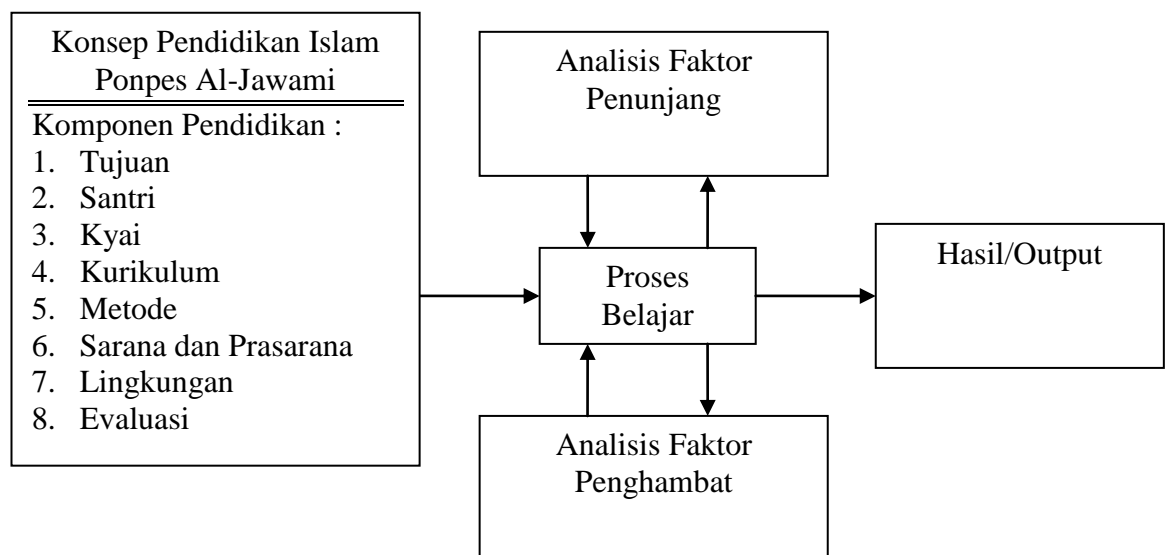 Konsep Pendidikan Islam
Ponpes Al-Jawami
Komponen Pendidikan :
1. Tujuan
2. Santri
3. Kyai
4. Kurikulum
5. Metode
6. Sarana dan Prasarana
7. Lingkungan
8. Evaluasi
Analisis Faktor
Penunjang
Proses
Belajar
Analisis Faktor
Penghambat
Hasil/Output